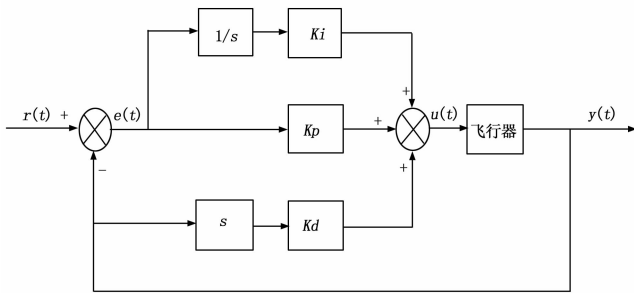 1/s
Ki
+
r(t) +
e(t)
Kp
+
u(t)
飞行器
y(t)
−
+
s
Kd